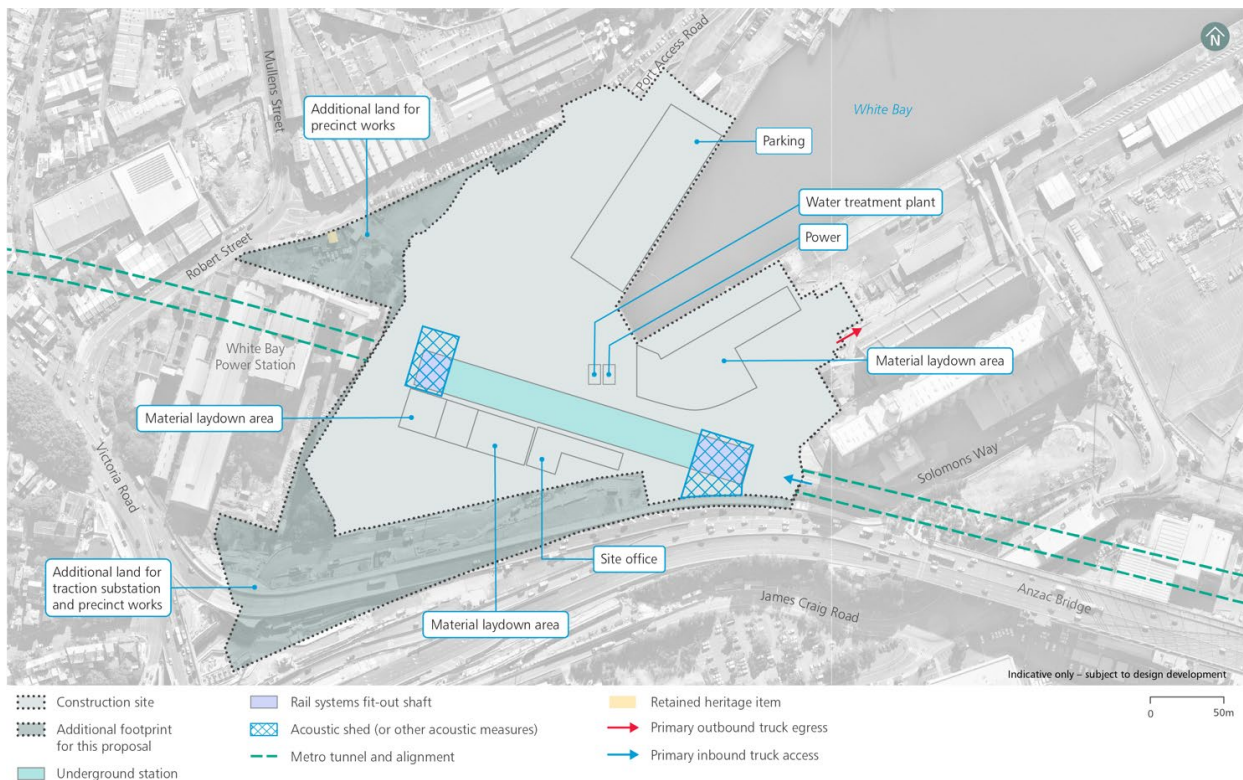 Port Access Road
N
Mullens Street
Additional land for
precinct works
White Bay
Parking
Water treatment plant
Power
Robert Street
White Bay
Power Station
Material laydown area
Material laydown area
Victoria Road
Solomons Way
Site office
Additional land for
traction substation
and precinct works
Material laydown area
James Craig Road
Anzac Bridge
Indicative only – subject to design development
Construction site
Additional footprint
for this proposal
Underground station
Rail systems fit-out shaft
Acoustic shed (or other acoustic measures)
Metro tunnel and alignment
Retained heritage item
Primary outbound truck egress
Primary inbound truck access
0 50m